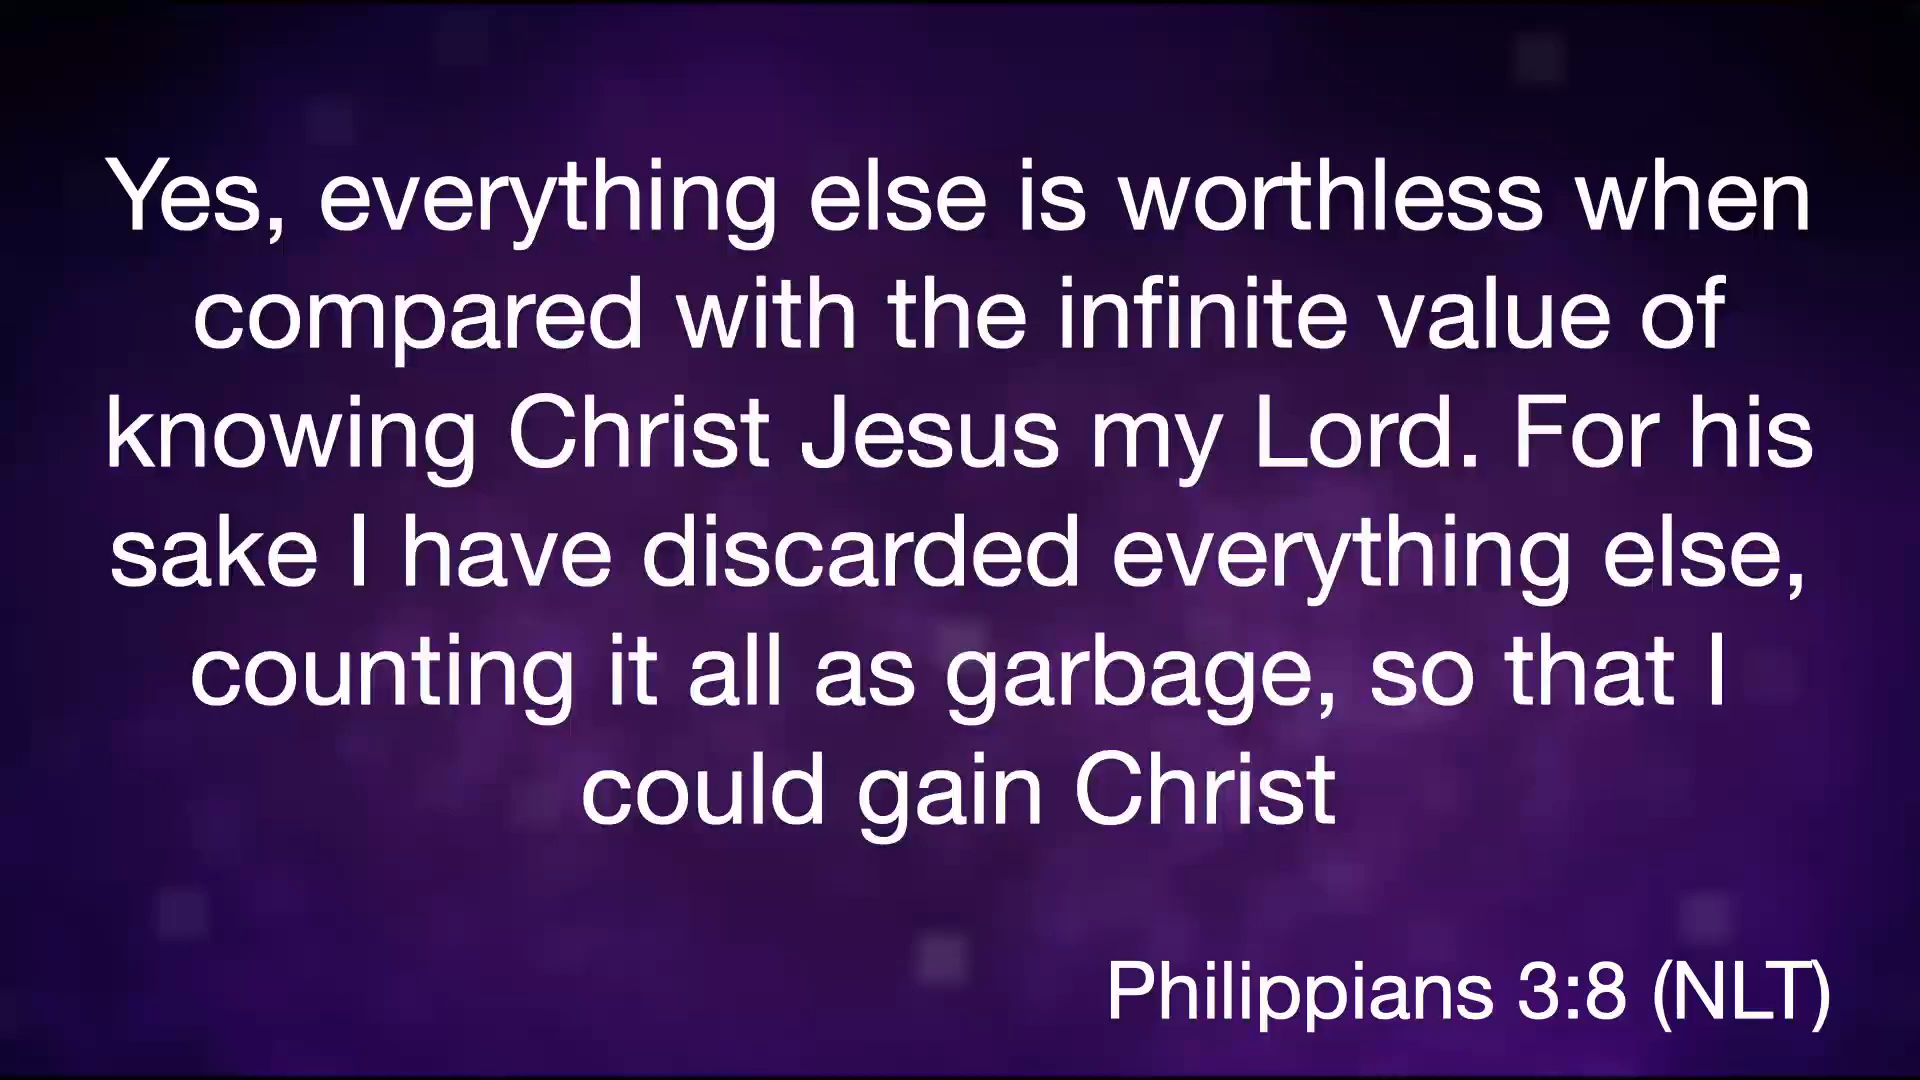 Yes, everything else is worthless when
compared with the infinite value of
knowing Christ Jesus my Lord. For his
sake I have discarded everything else,
counting it all as garbage, so that I
could gain Christ
Philippians 3:8 (NLT)